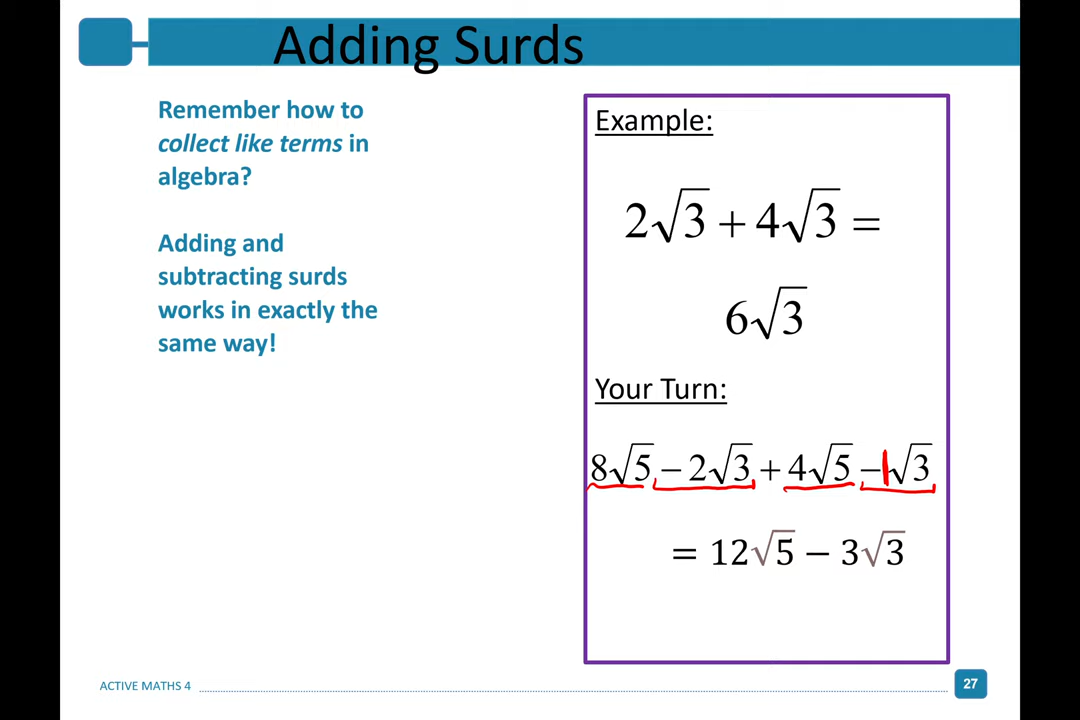 Adding Surds
Remember how to
collect like terms in
algebra?
Adding and
subtracting surds
works in exactly the
same way!
Example:
2√3 + 4√3 =
6√3
Your Turn:
8√5 − 2√3 + 4√5 − 1√3
= 12√5 − 3√3
ACTIVE MATHS 4
27